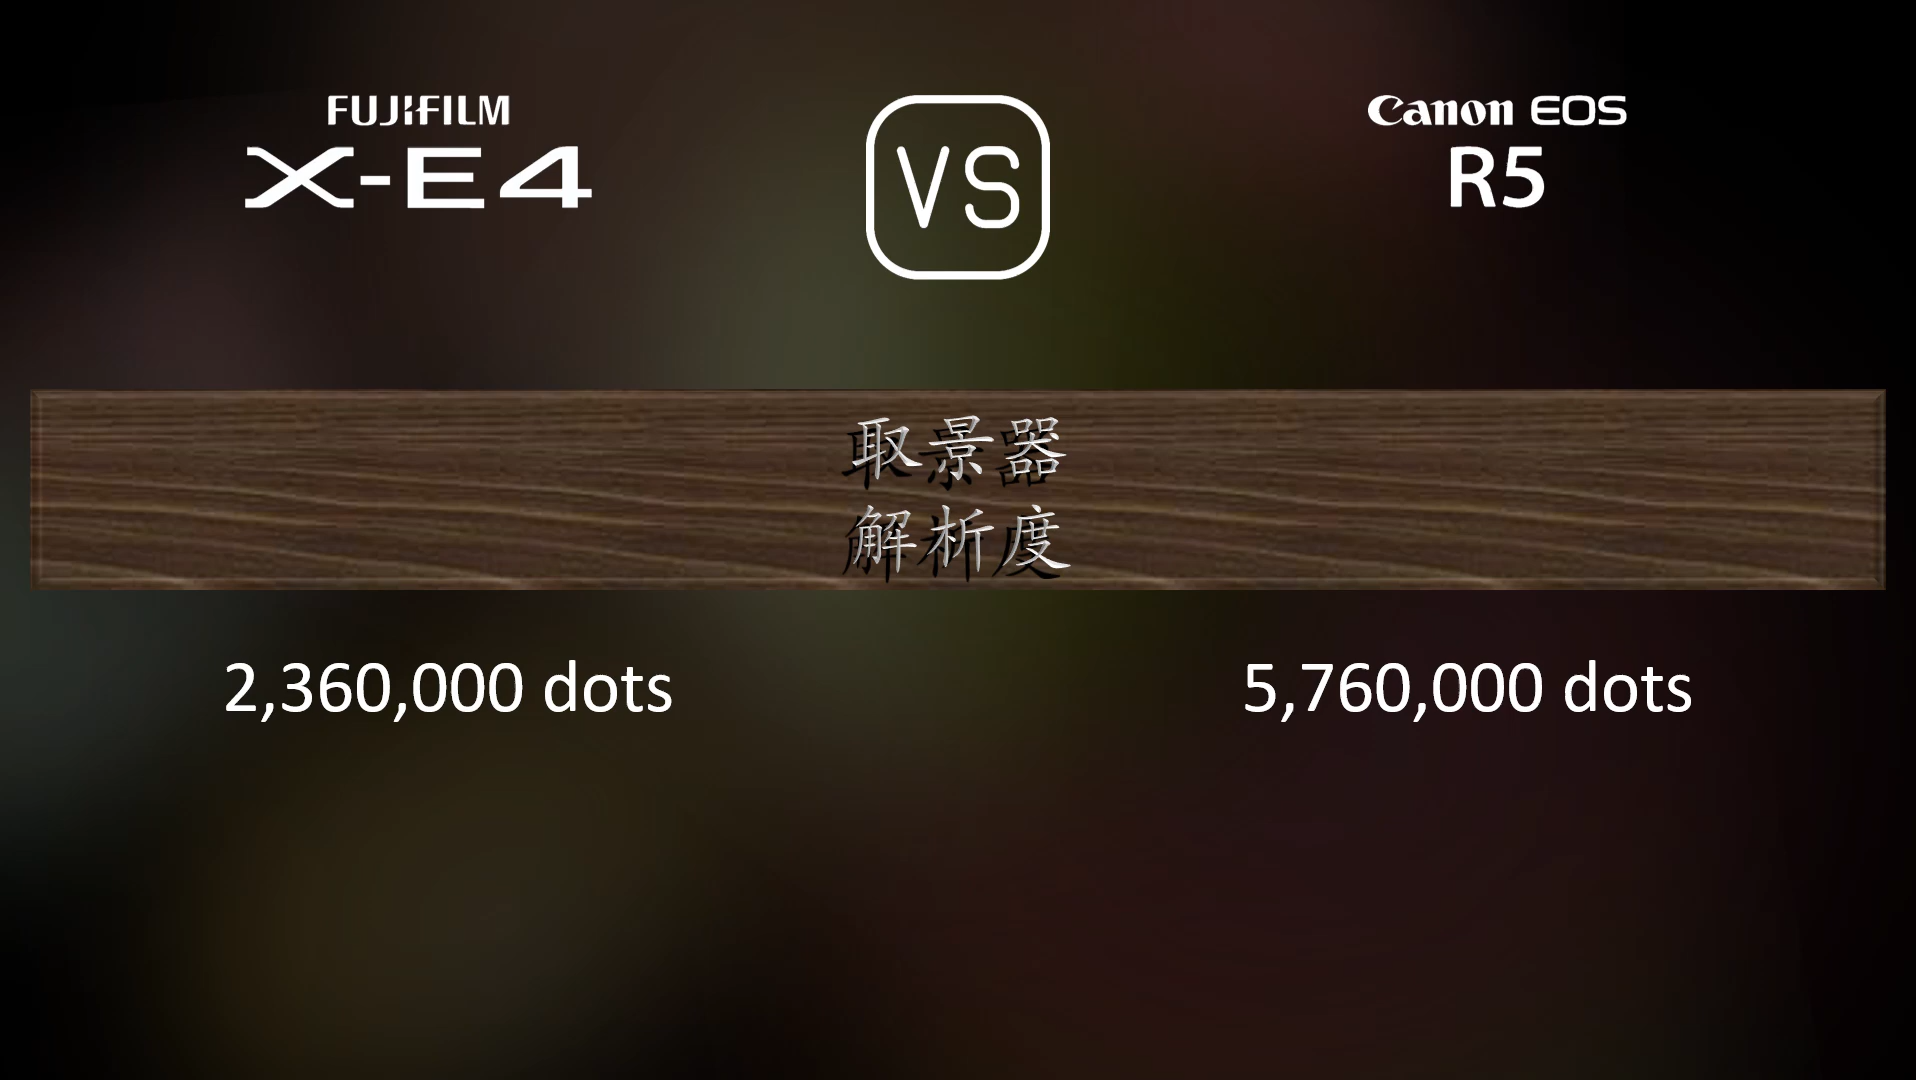 FUJIFILM
X-E4
VS
Canon EOS
R5
取景器
解析度
2,360,000 dots
5,760,000 dots